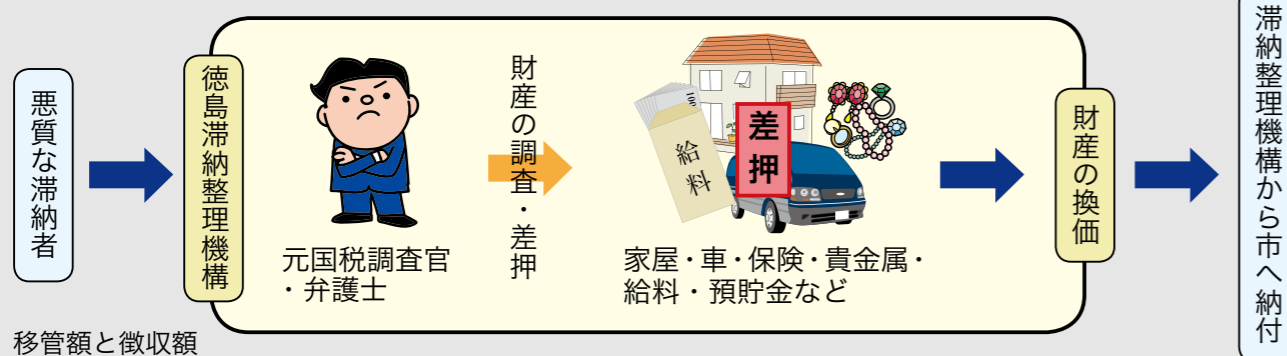 悪質な滞納者
徳島滞納整理機構
元国税調査官
・弁護士
財産の調査・差押
給料
差押
家屋・車・保険・貴金属・
給料・預貯金など
財産の換価
滞納整理機構から市へ納付
移管額と徴収額